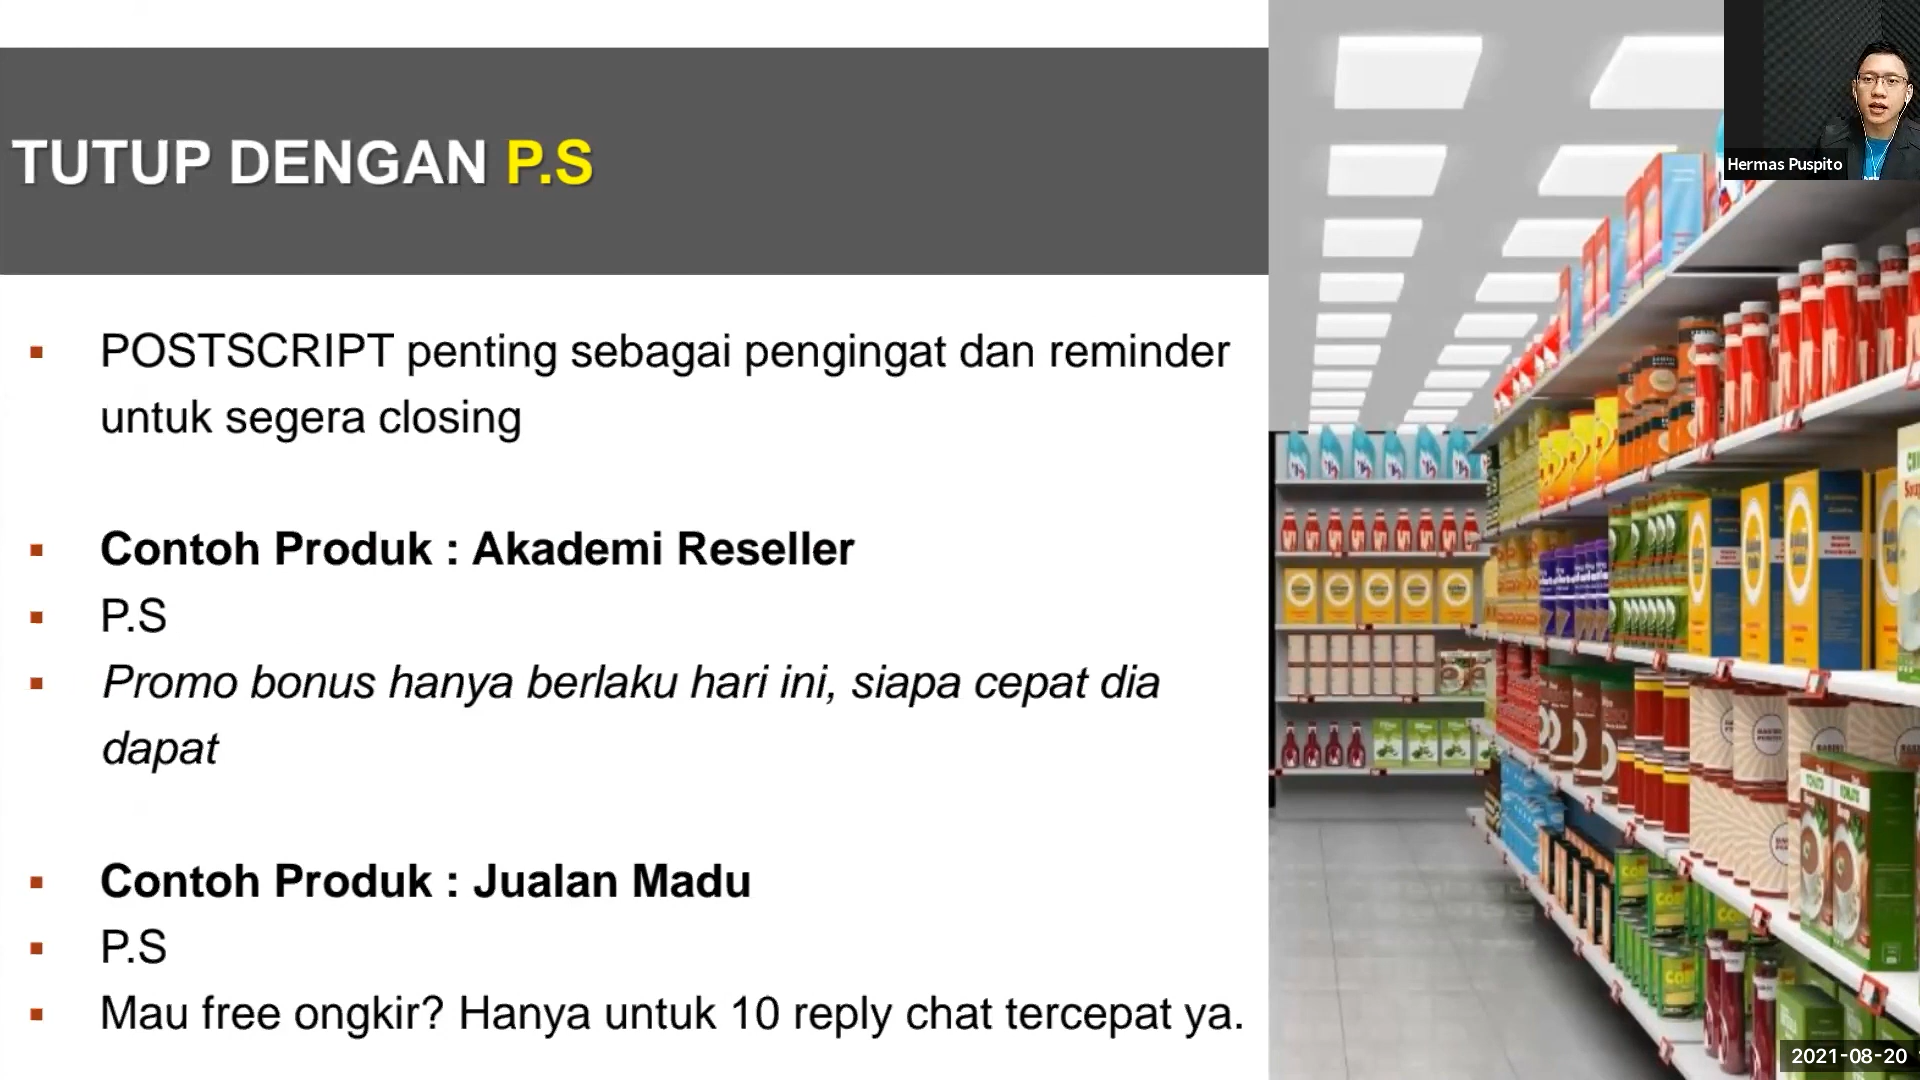 TUTUP DENGAN P.S
Hermas Puspito
▪ POSTSCRIPT penting sebagai pengingat dan reminder
untuk segera closing
▪ Contoh Produk : Akademi Reseller
▪ P.S
▪ Promo bonus hanya berlaku hari ini, siapa cepat dia
dapat
▪ Contoh Produk : Jualan Madu
▪ P.S
▪ Mau free ongkir? Hanya untuk 10 reply chat tercepat ya.
2021-08-20